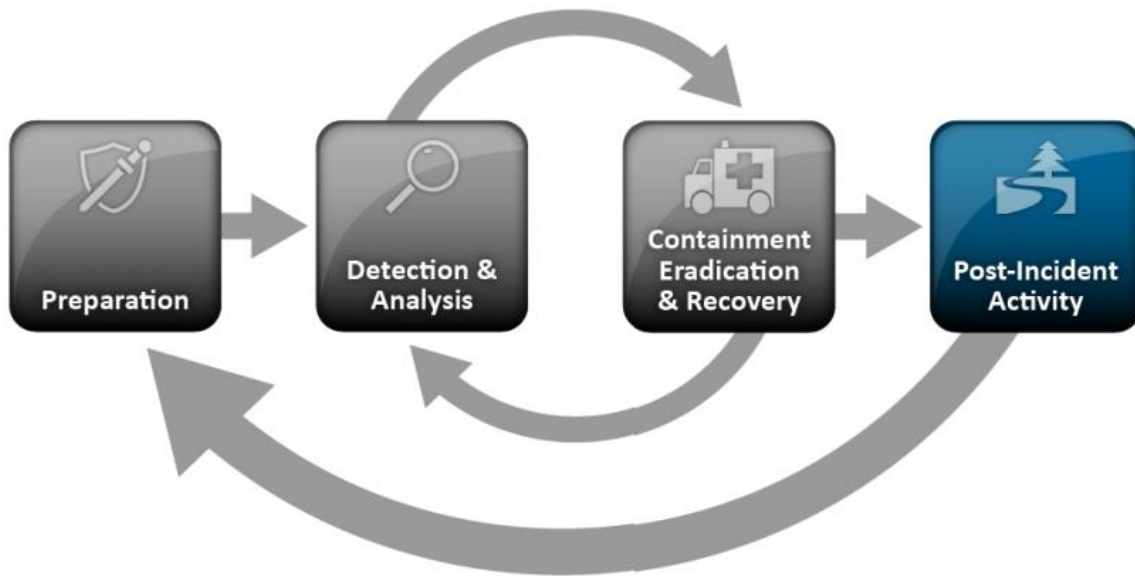 Preparation
Detection &
Analysis
Containment
Eradication
& Recovery
Post-Incident
Activity